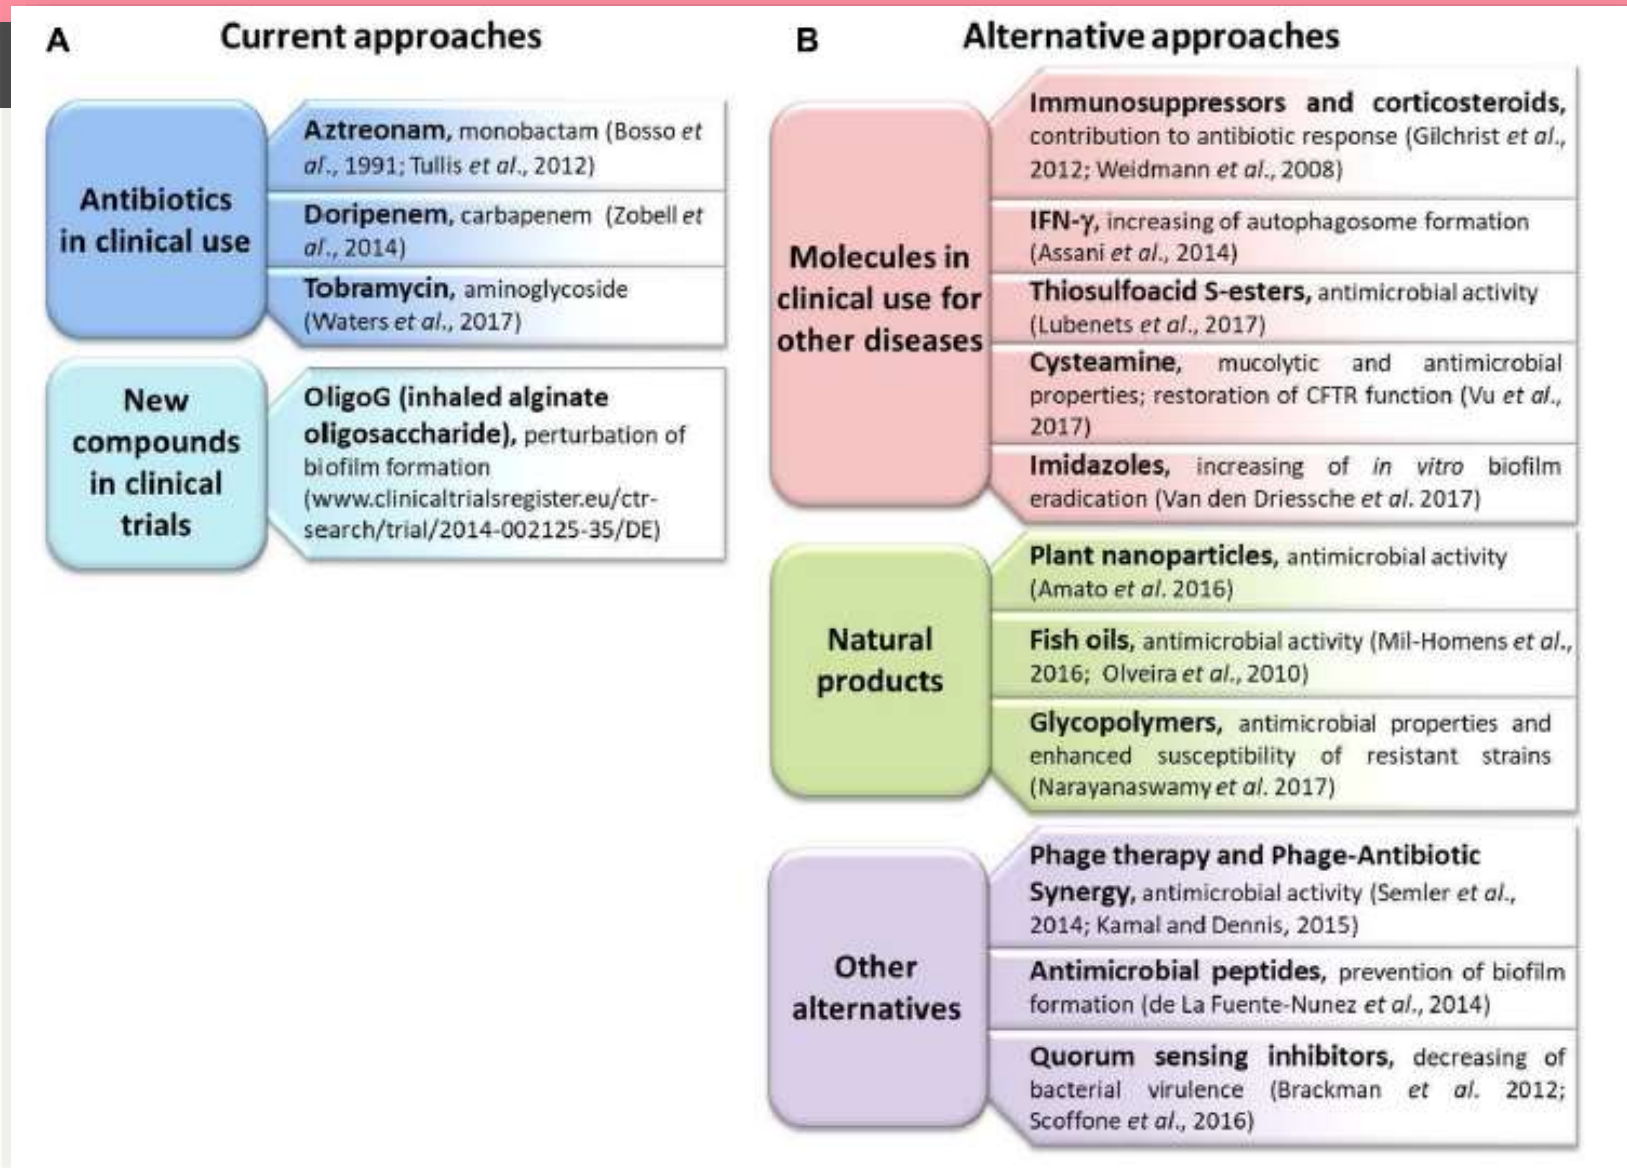 A
Current approaches
Antibiotics
in clinical use
Aztreonam, monobactam (Bosso et
al., 1991; Tullis et al., 2012)
Doripenem, carbapenem (Zobell et
al., 2014)
Tobramycin, aminoglycoside
(Waters et al., 2017)
New
compounds
in clinical
trials
OligoG (inhaled alginate
oligosaccharide), perturbation of
biofilm formation
(www.clinicaltrialsregister.eu/ctr-
search/trial/2014-002125-35/DE)
B
Alternative approaches
Molecules in
clinical use for
other diseases
Immunosuppressors and corticosteroids,
contribution to antibiotic response (Gilchrist et al.,
2012; Weidmann et al., 2008)
IFN-γ, increasing of autophagosome formation
(Assani et al., 2014)
Thiosulfoacid S-esters, antimicrobial activity
(Lubenets et al., 2017)
Cysteamine, mucolytic and antimicrobial
properties; restoration of CFTR function (Vu et al.,
2017)
Imidazoles, increasing of in vitro biofilm
eradication (Van den Driessche et al. 2017)
Natural
products
Plant nanoparticles, antimicrobial activity
(Amato et al. 2016)
Fish oils, antimicrobial activity (Mil-Homens et al.,
2016; Olveira et al., 2010)
Glycopolymers, antimicrobial properties and
enhanced susceptibility of resistant strains
(Narayanaswamy et al. 2017)
Other
alternatives
Phage therapy and Phage-Antibiotic
Synergy, antimicrobial activity (Semler et al.,
2014; Kamal and Dennis, 2015)
Antimicrobial peptides, prevention of biofilm
formation (de La Fuente-Nunez et al., 2014)
Quorum sensing inhibitors, decreasing of
bacterial virulence (Brackman et al. 2012;
Scoffone et al., 2016)